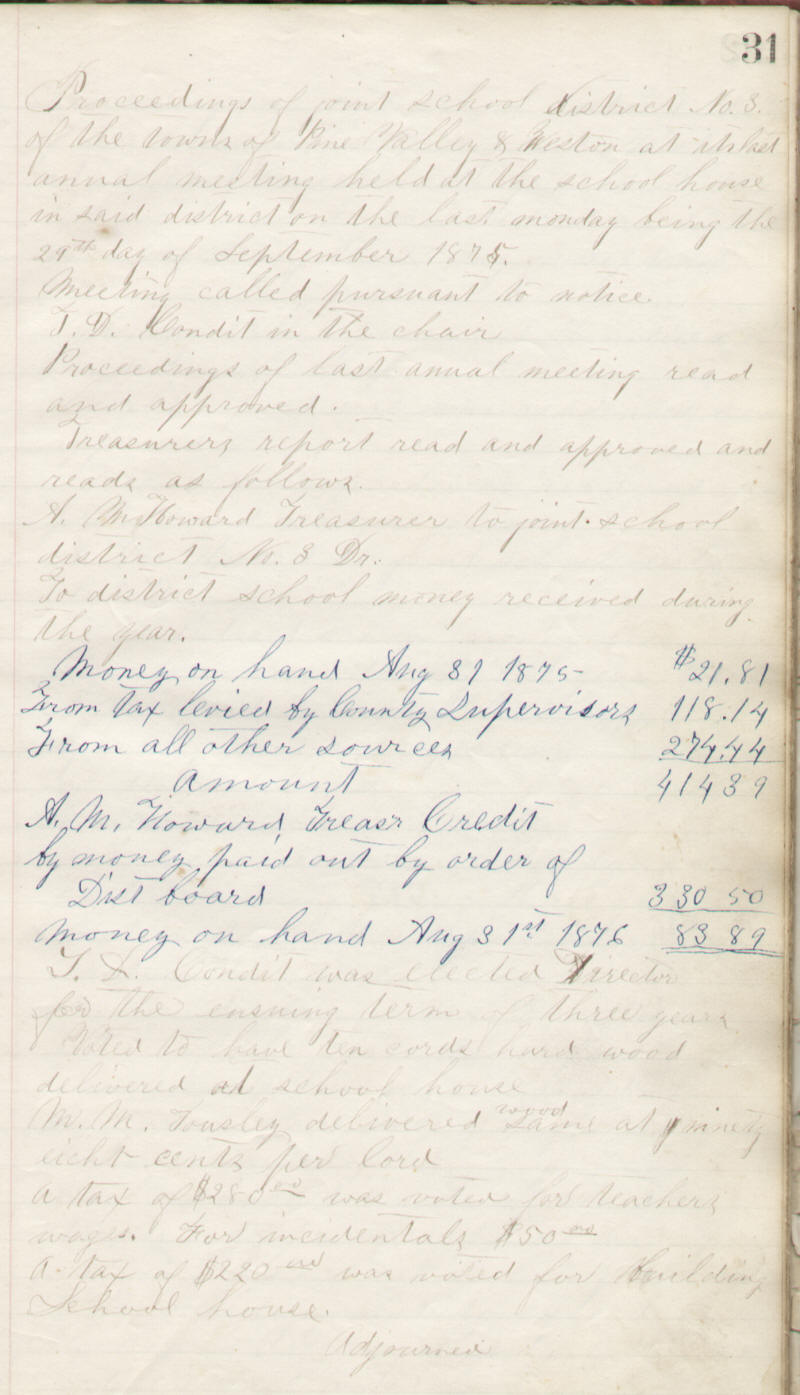 31
Proceedings of joint school district No. 3.
of the towns of Pine Valley & Weston at its last
anual meeting held at the school house
in said district on the last monday being the
29th day of September 1875.
Meeting called pursuant to notice.
T. D. Condit in the chair
Proceedings of last anual meeting read
and approved.
Treasurers report read and approved and
reads as follows.
A. M. Howard Treasurer to joint school
district No. 3 Dr.
To district school money received during
the year.
Money on hand Aug 31 1875 $21.81
From tax levied by County Supervisors 118.14
From all other sources 274.44
Amount 414 39
A. M. Howard Treasr Credit
by money paid out by order of
Dist board 330 50
Money on hand Aug 31st 1876 83 89
T. D. Condit was elected Director
for the ensuing term of three years
Voted to have ten cords hard wood
delivered at school house
M. M. Tousley delivered wood same at ninety
eight cents per Cord
A tax of $280 00 was voted for teachers
wages. For incidentals $50 00
A tax of $220 00 was voted for building
School house.
Adjourned